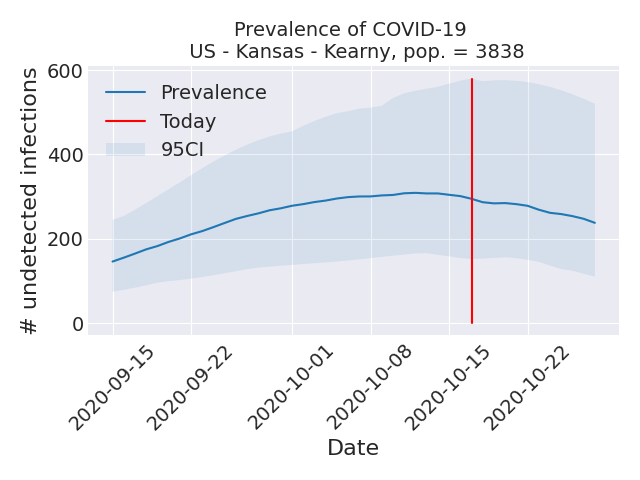 Prevalence of COVID-19
US - Kansas - Kearny, pop. = 3838
# undetected infections
600
400
200
0
Prevalence
Today
95CI
2020-09-15
2020-09-22
2020-10-01
2020-10-08
2020-10-15
2020-10-22
Date